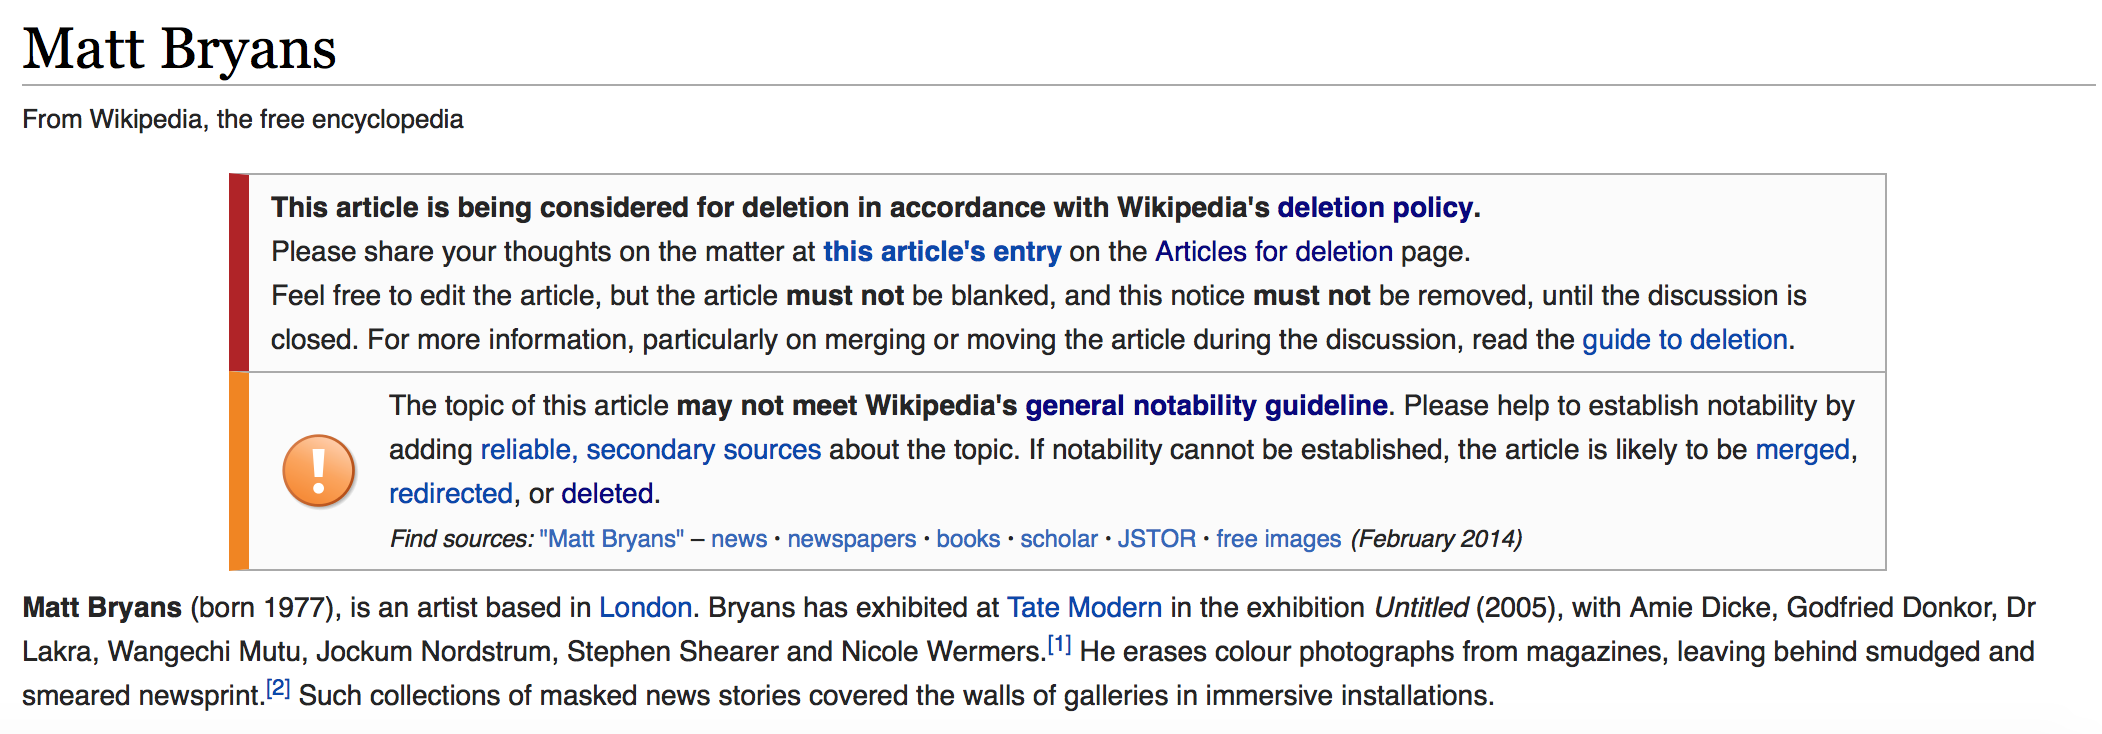 Matt Bryans
From Wikipedia, the free encyclopedia
This article is being considered for deletion in accordance with Wikipedia's deletion policy.
Please share your thoughts on the matter at this article's entry on the Articles for deletion page.
Feel free to edit the article, but the article must not be blanked, and this notice must not be removed, until the discussion is
closed. For more information, particularly on merging or moving the article during the discussion, read the guide to deletion.
The topic of this article may not meet Wikipedia's general notability guideline. Please help to establish notability by
adding reliable, secondary sources about the topic. If notability cannot be established, the article is likely to be merged,
redirected, or deleted.
Find sources: "Matt Bryans" – news · newspapers · books · scholar · JSTOR · free images (February 2014)
Matt Bryans (born 1977), is an artist based in London. Bryans has exhibited at Tate Modern in the exhibition Untitled (2005), with Amie Dicke, Godfried Donkor, Dr
Lakra, Wangechi Mutu, Jockum Nordstrum, Stephen Shearer and Nicole Wermers.[1] He erases colour photographs from magazines, leaving behind smudged and
smeared newsprint.[2] Such collections of masked news stories covered the walls of galleries in immersive installations.